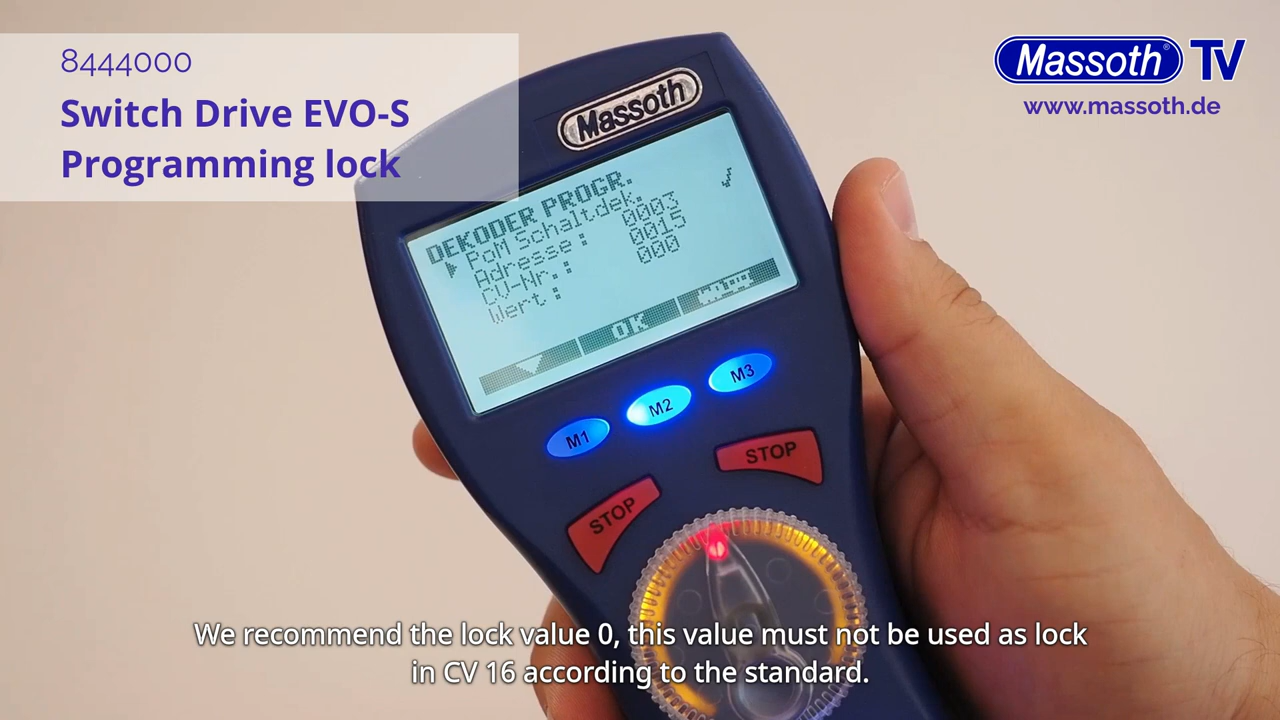 8444000
Switch Drive EVO-S
Programming lock
Massoth® TV
www.massoth.de
Massoth
DEKODER PROGR.
PoM Schaltdek.
Adresse: 0003
CV-Nr.: 0015
Wert: 000
OK
M1
M2
M3
STOP
STOP
We recommend the lock value 0, this value must not be used as lock
in CV 16 according to the standard.